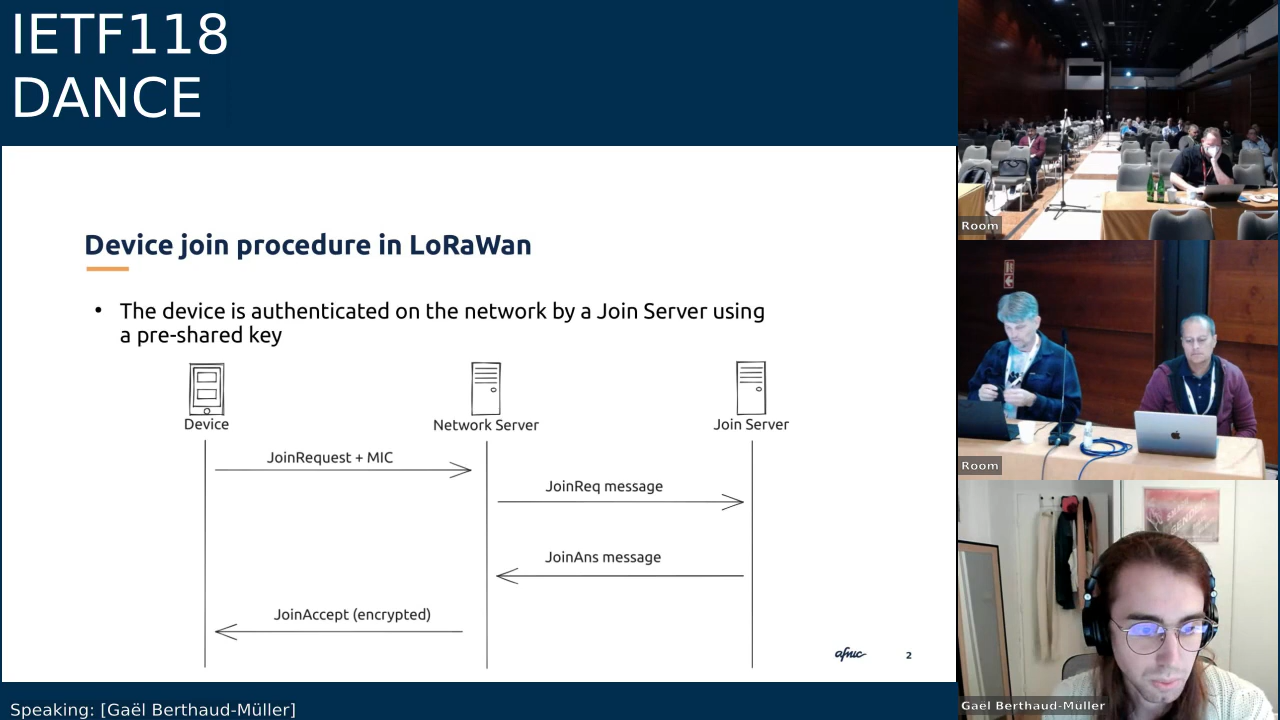 IETF118
DANCE
Device join procedure in LoRaWan
• The device is authenticated on the network by a Join Server using
a pre-shared key
Device
Network Server
Join Server
JoinRequest + MIC
JoinReq message
JoinAns message
JoinAccept (encrypted)
afnic
2
Speaking: [Gaël Berthaud-Müller]
Room
Room
Gael Berthaud-Muller